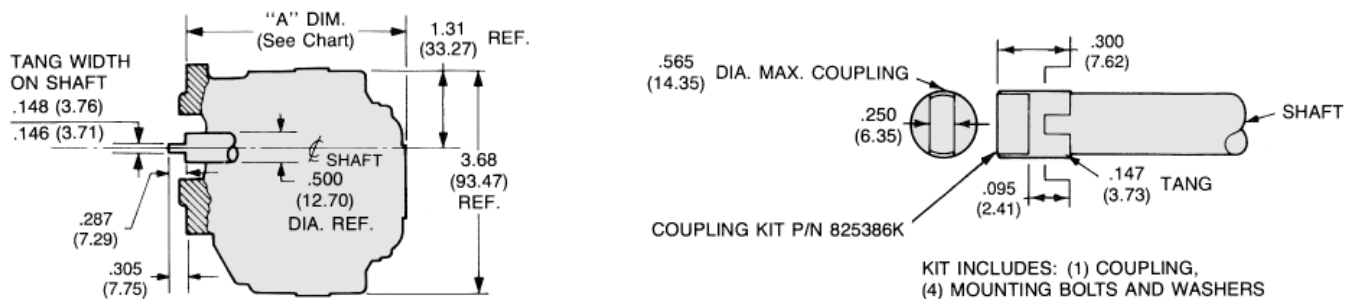 "A" DIM.
(See Chart)
1.31
(33.27)
REF.
TANG WIDTH
ON SHAFT
.148 (3.76)
.146 (3.71)
℄
SHAFT
.500
(12.70)
DIA. REF.
3.68
(93.47)
REF.
.287
(7.29)
.305
(7.75)
.565
(14.35)
DIA. MAX. COUPLING
.300
(7.62)
.250
(6.35)
SHAFT
.095
(2.41)
.147
(3.73)
TANG
COUPLING KIT P/N 825386K
KIT INCLUDES: (1) COUPLING,
(4) MOUNTING BOLTS AND WASHERS